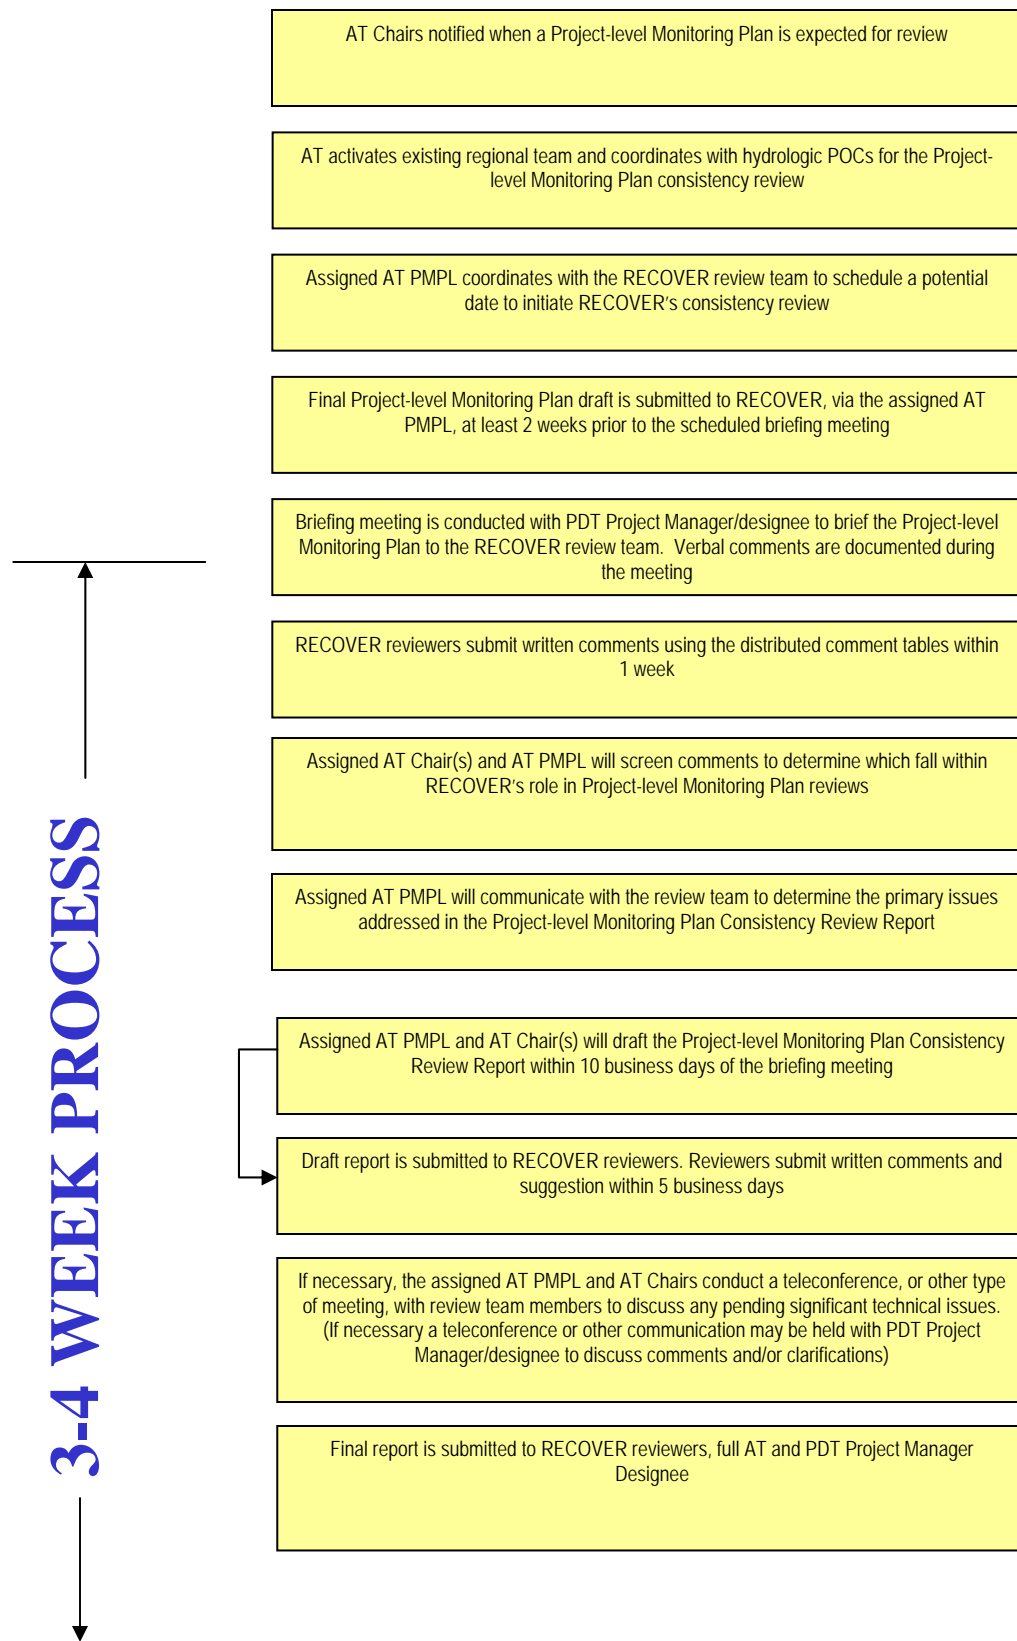 AT Chairs notified when a Project-level Monitoring Plan is expected for review
AT activates existing regional team and coordinates with hydrologic POCs for the Project-
level Monitoring Plan consistency review
Assigned AT PMPL coordinates with the RECOVER review team to schedule a potential
date to initiate RECOVER's consistency review
Final Project-level Monitoring Plan draft is submitted to RECOVER, via the assigned AT
PMPL, at least 2 weeks prior to the scheduled briefing meeting
Briefing meeting is conducted with PDT Project Manager/designee to brief the Project-level
Monitoring Plan to the RECOVER review team.  Verbal comments are documented during
the meeting
RECOVER reviewers submit written comments using the distributed comment tables within
1 week
Assigned AT Chair(s) and AT PMPL will screen comments to determine which fall within
RECOVER's role in Project-level Monitoring Plan reviews
Assigned AT PMPL will communicate with the review team to determine the primary issues
addressed in the Project-level Monitoring Plan Consistency Review Report
Assigned AT PMPL and AT Chair(s) will draft the Project-level Monitoring Plan Consistency
Review Report within 10 business days of the briefing meeting
Draft report is submitted to RECOVER reviewers. Reviewers submit written comments and
suggestion within 5 business days
If necessary, the assigned AT PMPL and AT Chairs conduct a teleconference, or other type
of meeting, with review team members to discuss any pending significant technical issues.
(If necessary a teleconference or other communication may be held with PDT Project
Manager/designee to discuss comments and/or clarifications)
Final report is submitted to RECOVER reviewers, full AT and PDT Project Manager
Designee
3-4 WEEK PROCESS